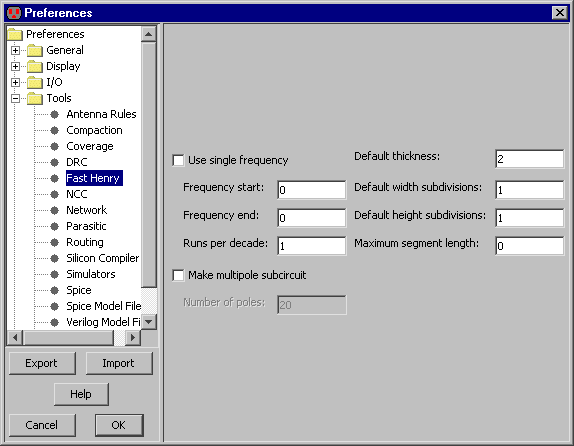 Preferences
Preferences
General
Display
I/O
Tools
Antenna Rules
Compaction
Coverage
DRC
Fast Henry
NCC
Network
Parasitic
Routing
Silicon Compiler
Simulators
Spice
Spice Model File
Verilog Model Fi
Export
Import
Help
Cancel
OK
Use single frequency
Frequency start: 0
Frequency end: 0
Runs per decade: 1
Make multipole subcircuit
Number of poles: 20
Default thickness: 2
Default width subdivisions: 1
Default height subdivisions: 1
Maximum segment length: 0